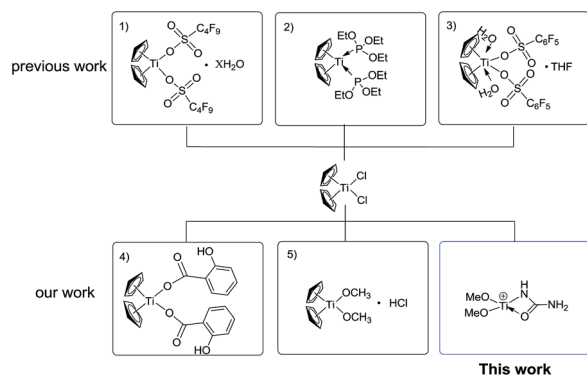 previous work
1)
Ti
O
S
O
O
C4F9
O
S
O
O
C4F9
• XH2O
2)
Ti
EtO OEt
P
OEt
P
OEt
EtO OEt
3)
H2O
Ti
H2O
O
S
O
O
C6F5
O
S
O
O
C6F5
• THF
Ti
Cl
Cl
our work
4)
Ti
O
O
HO
O
O
HO
5)
Ti
OCH3
OCH3
• HCl
MeO
MeO
Ti
⊕
H
N
O
NH2
This work